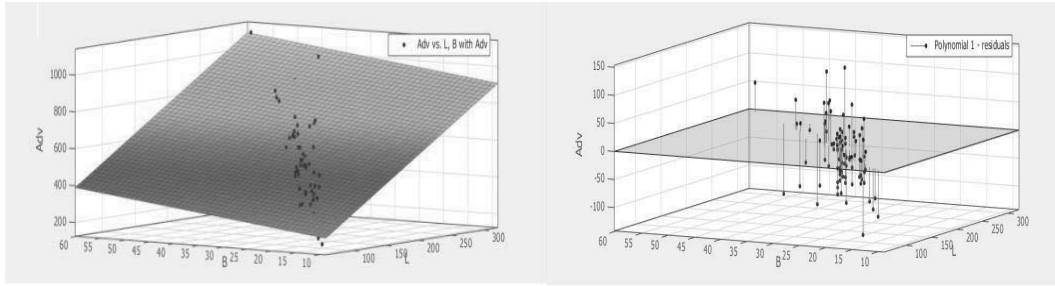 Adv vs. L, B with Adv
1000
800
600
400
200
Adv
60 55 50 45 40 35 30 25 20 15 10
B
100 150 200 250 300
L
Polynomial 1 - residuals
150
100
50
0
-50
-100
Adv
60 55 50 45 40 35 30 25 20 15 10
B
100 150 200 250 300
L